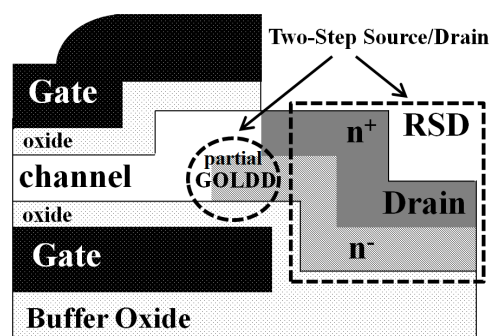 Two-Step Source/Drain
Gate
n+
RSD
oxide
partial
GOLDD
channel
Drain
oxide
n-
Gate
Buffer Oxide